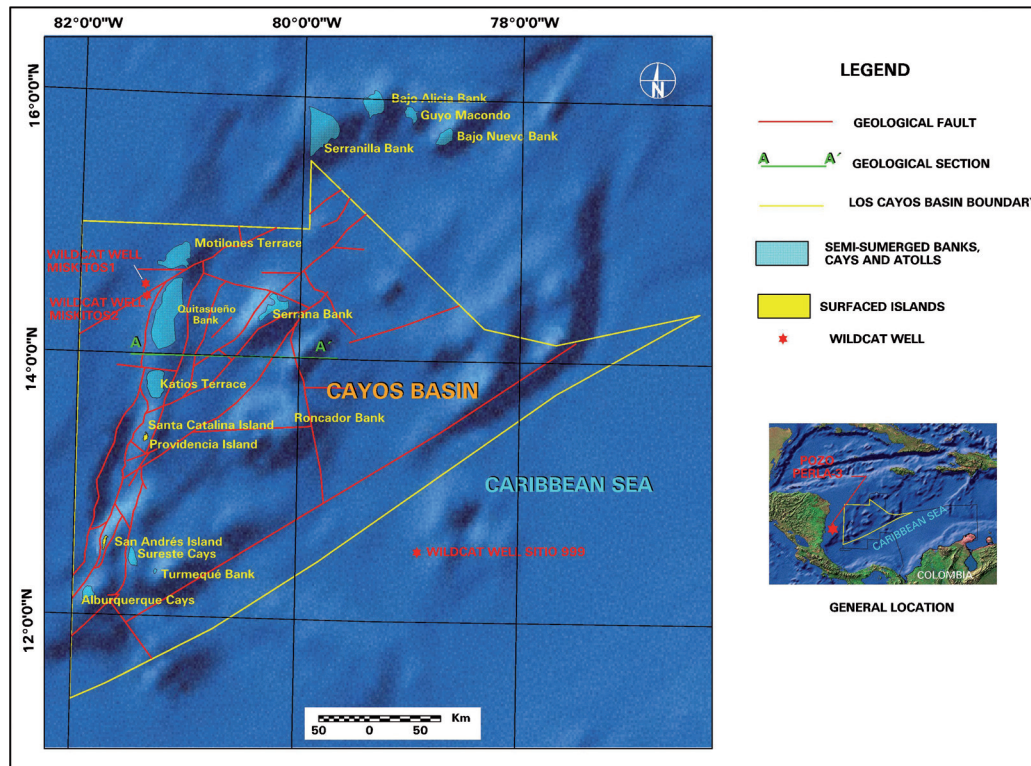 82°0'0"W
80°0'0"W
78°0'0"W
16°0'0"N
14°0'0"N
12°0'0"N
N
Bajo Alicia Bank
Guyo Macondo
Bajo Nuevo Bank
Serranilla Bank
Motilones Terrace
WILDCAT WELL
MISKITOS1
WILDCAT WELL
MISKITOS2
Quitasueño
Bank
Serrana Bank
A
A´
Katios Terrace
CAYOS BASIN
Roncador Bank
Santa Catalina Island
Providencia Island
CARIBBEAN SEA
San Andrés Island
Sureste Cays
WILDCAT WELL SITIO 999
Turmequé Bank
Alburquerque Cays
Km
50 0 50
LEGEND
GEOLOGICAL FAULT
A A´
GEOLOGICAL SECTION
LOS CAYOS BASIN BOUNDART
SEMI-SUMERGED BANKS,
CAYS AND ATOLLS
SURFACED ISLANDS
WILDCAT WELL
POZO
PERLA-3
CARIBBEAN SEA
COLOMBIA
GENERAL LOCATION